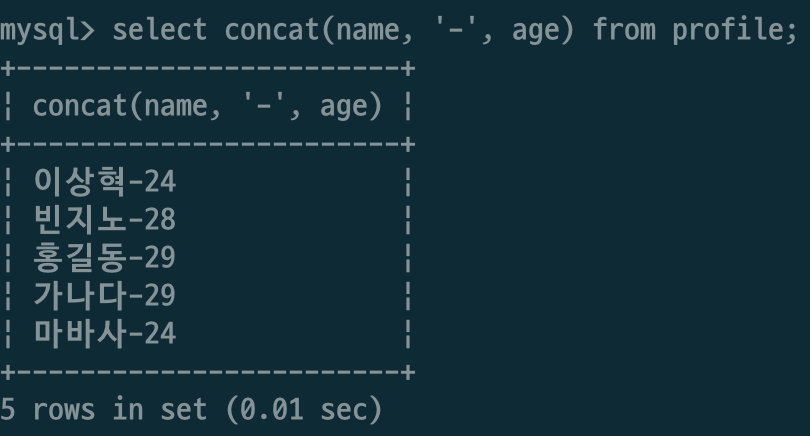 mysql> select concat(name, '-', age) from profile;
+------------------------+
| concat(name, '-', age) |
+------------------------+
| 이상혁-24              |
| 빈지노-28              |
| 홍길동-29              |
| 가나다-29              |
| 마바사-24              |
+------------------------+
5 rows in set (0.01 sec)